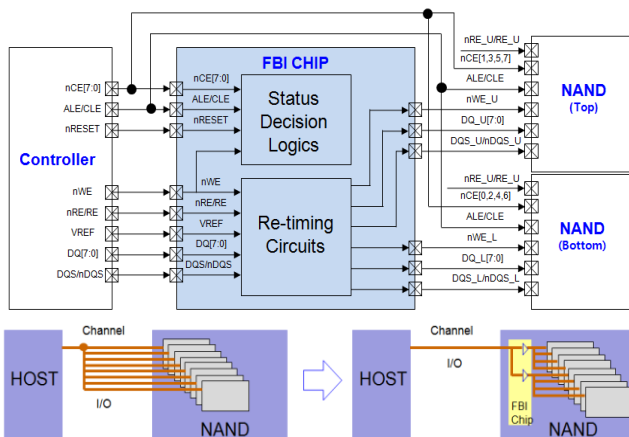 Controller
nCE[7:0]
ALE/CLE
nRESET
nWE
nRE/RE
VREF
DQ[7:0]
DQS/nDQS
FBI CHIP
nCE[7:0]
ALE/CLE
nRESET
nWE
nRE/RE
VREF
DQ[7:0]
DQS/nDQS
Status
Decision
Logics
Re-timing
Circuits
nRE_U/RE_U
nCE[1,3,5,7]
ALE/CLE
nWE_U
DQ_U[7:0]
DQS_U/nDQS_U
NAND
(Top)
nRE_U/RE_U
nCE[0,2,4,6]
ALE/CLE
nWE_L
DQ_L[7:0]
DQS_L/nDQS_L
NAND
(Bottom)
HOST
Channel
I/O
NAND
HOST
Channel
I/O
FBI
Chip
NAND